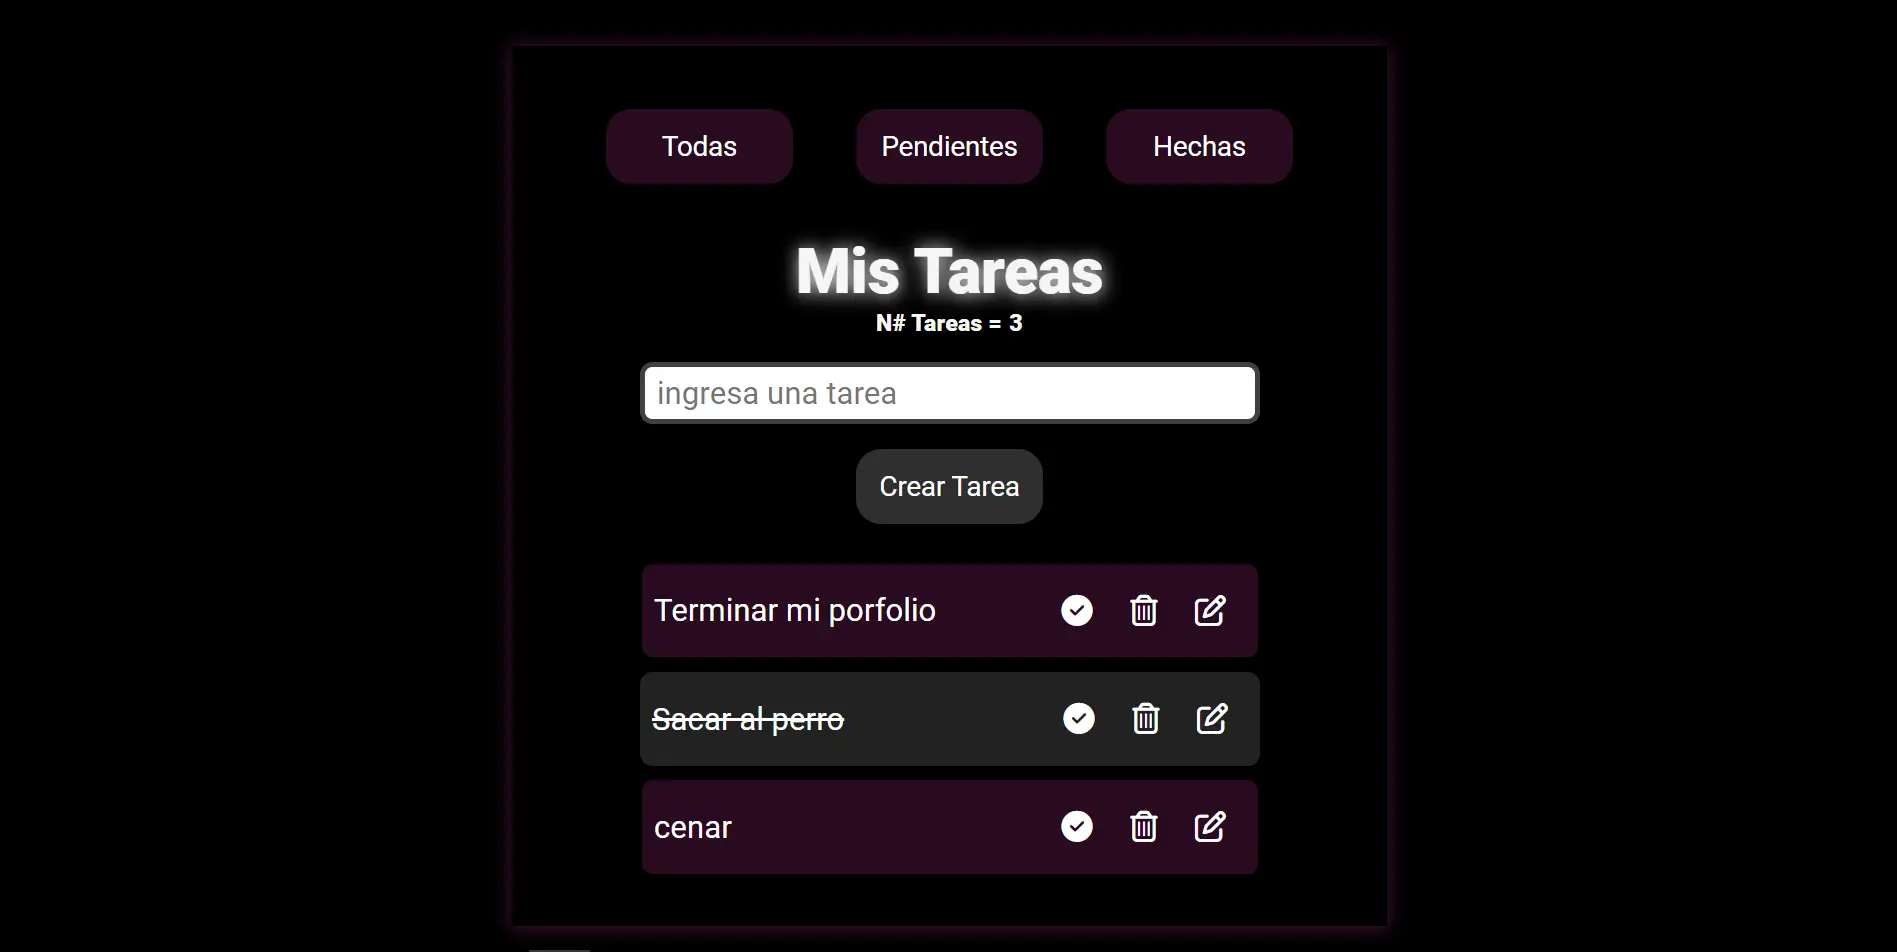 Todas
Pendientes
Hechas
Mis Tareas
N# Tareas = 3
ingresa una tarea
Crear Tarea
Terminar mi porfolio
Sacar al perro
cenar